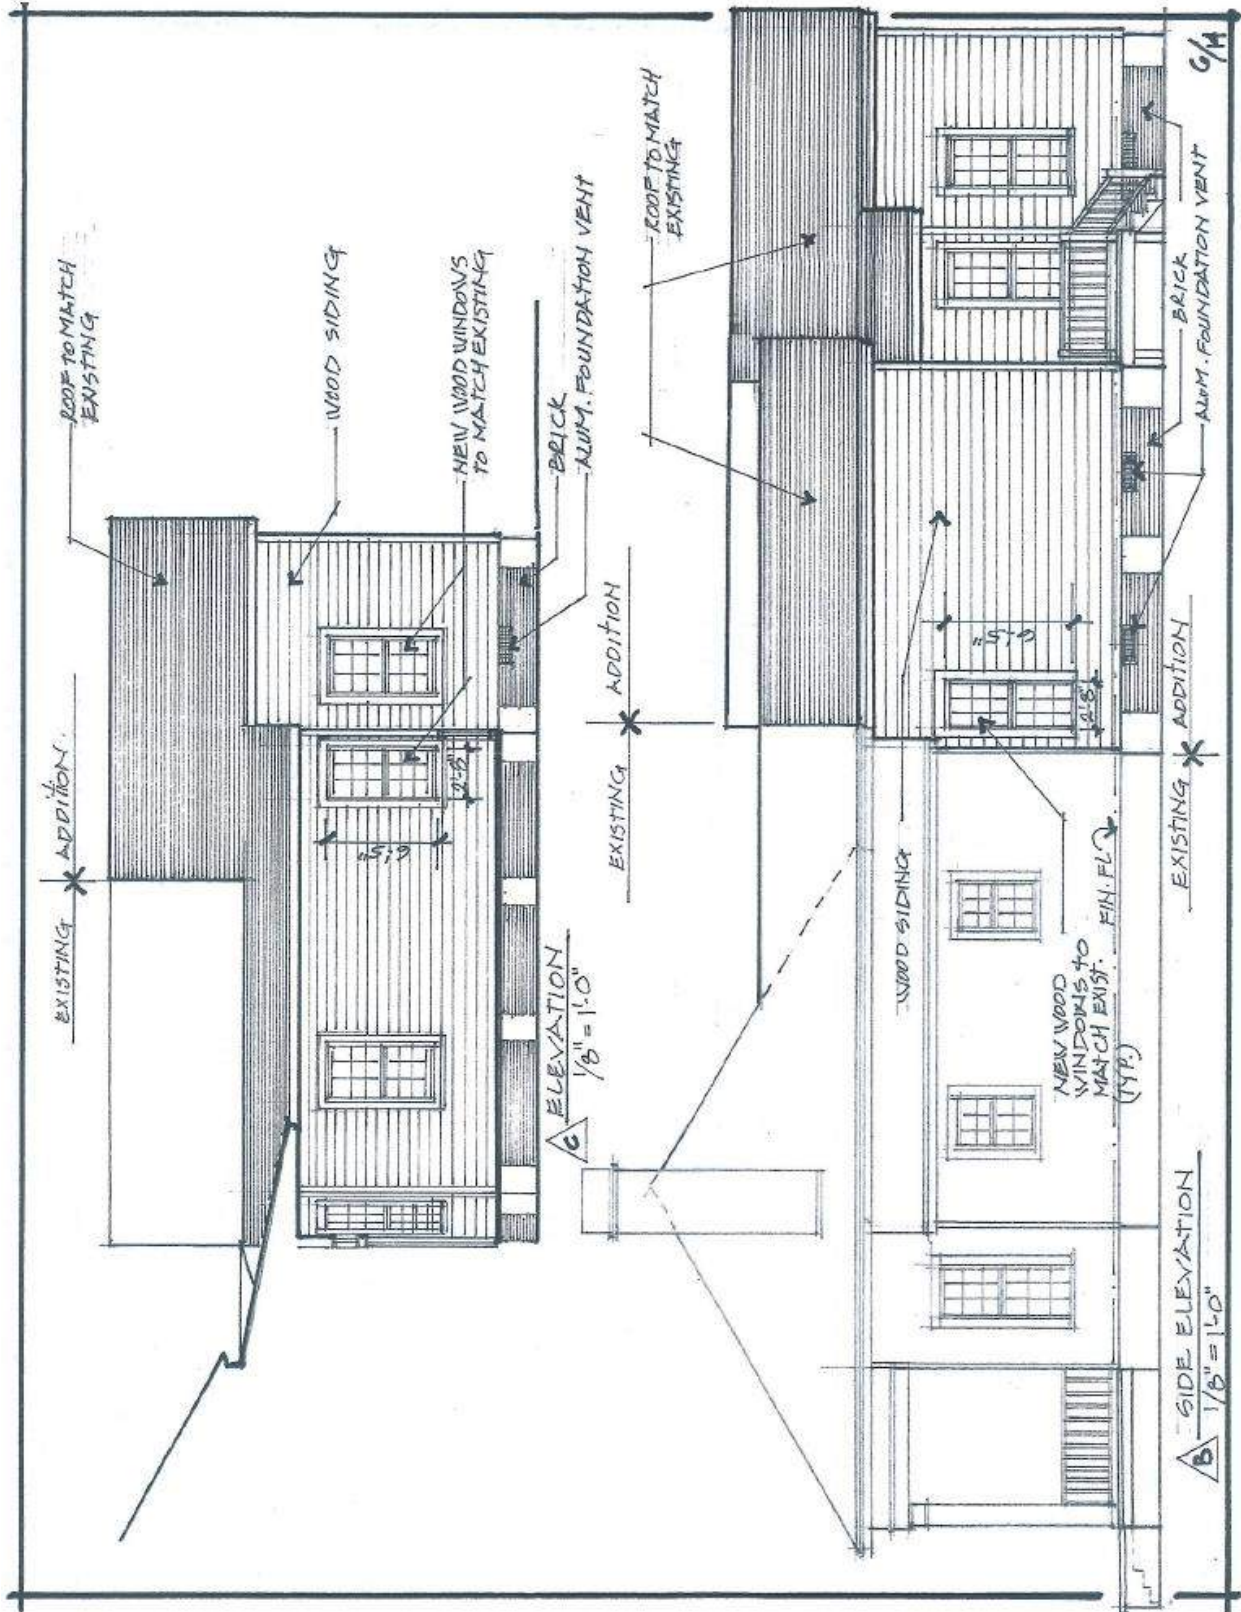 EXISTING
ADDITION.
ROOF TO MATCH
EXISTING
WOOD SIDING
NEW WOOD WINDOWS
TO MATCH EXISTING
BRICK
ALUM. FOUNDATION VENT
6'-5"
2'-8"
C
ELEVATION
1/8" = 1'-0"
EXISTING
ADDITION
ROOF TO MATCH
EXISTING
WOOD SIDING
NEW WOOD
WINDOWS TO
MATCH EXIST.
(TYP.)
FIN. FL
6'-5"
2'-8"
EXISTING
ADDITION
BRICK
ALUM. FOUNDATION VENT
B
SIDE ELEVATION
1/8" = 1'-0"